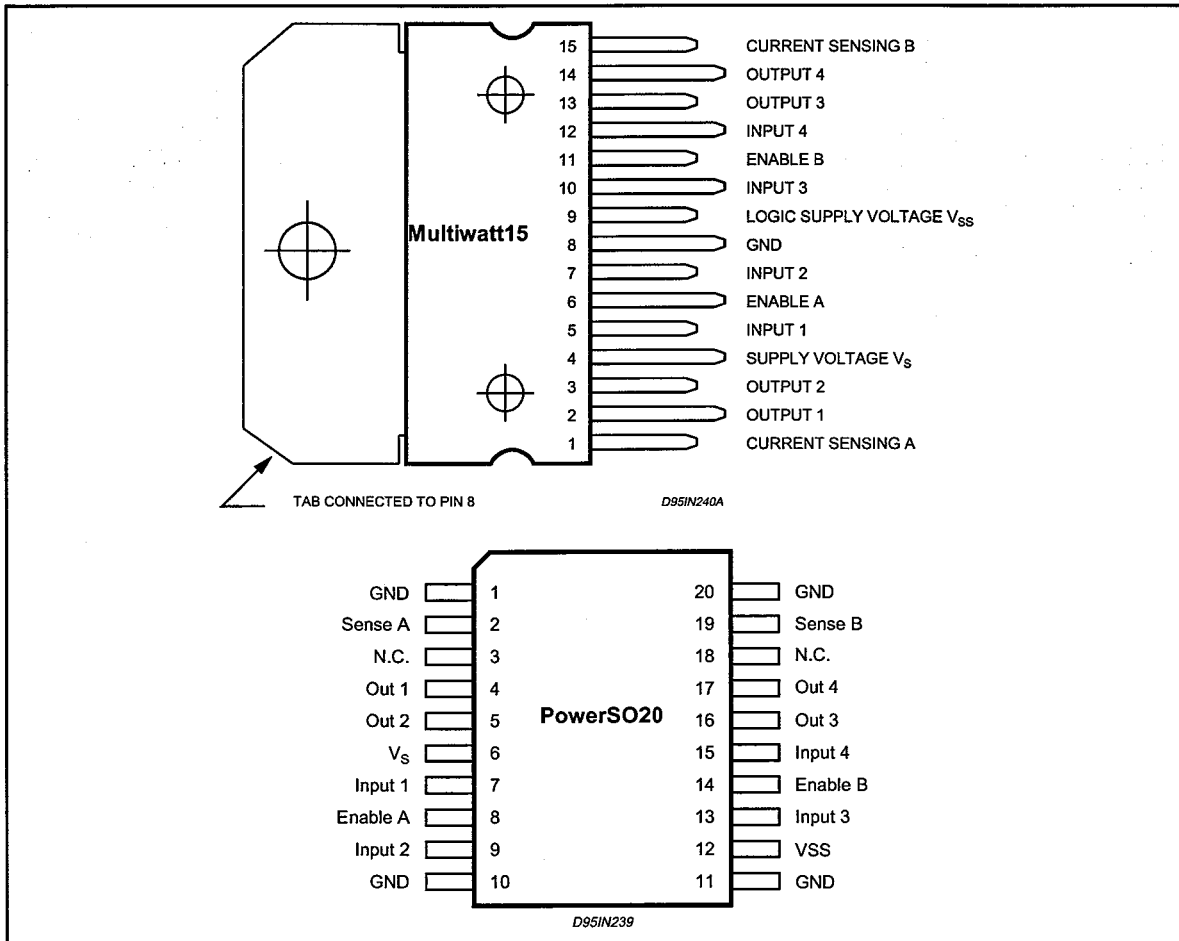 15 CURRENT SENSING B
14 OUTPUT 4
13 OUTPUT 3
12 INPUT 4
11 ENABLE B
10 INPUT 3
9 LOGIC SUPPLY VOLTAGE VSS
Multiwatt15
8 GND
7 INPUT 2
6 ENABLE A
5 INPUT 1
4 SUPPLY VOLTAGE VS
3 OUTPUT 2
2 OUTPUT 1
1 CURRENT SENSING A
TAB CONNECTED TO PIN 8
D95IN240A
GND 1 20 GND
Sense A 2 19 Sense B
N.C. 3 18 N.C.
Out 1 4 17 Out 4
Out 2 5 16 Out 3
PowerSO20
VS 6 15 Input 4
Input 1 7 14 Enable B
Enable A 8 13 Input 3
Input 2 9 12 VSS
GND 10 11 GND
D95IN239